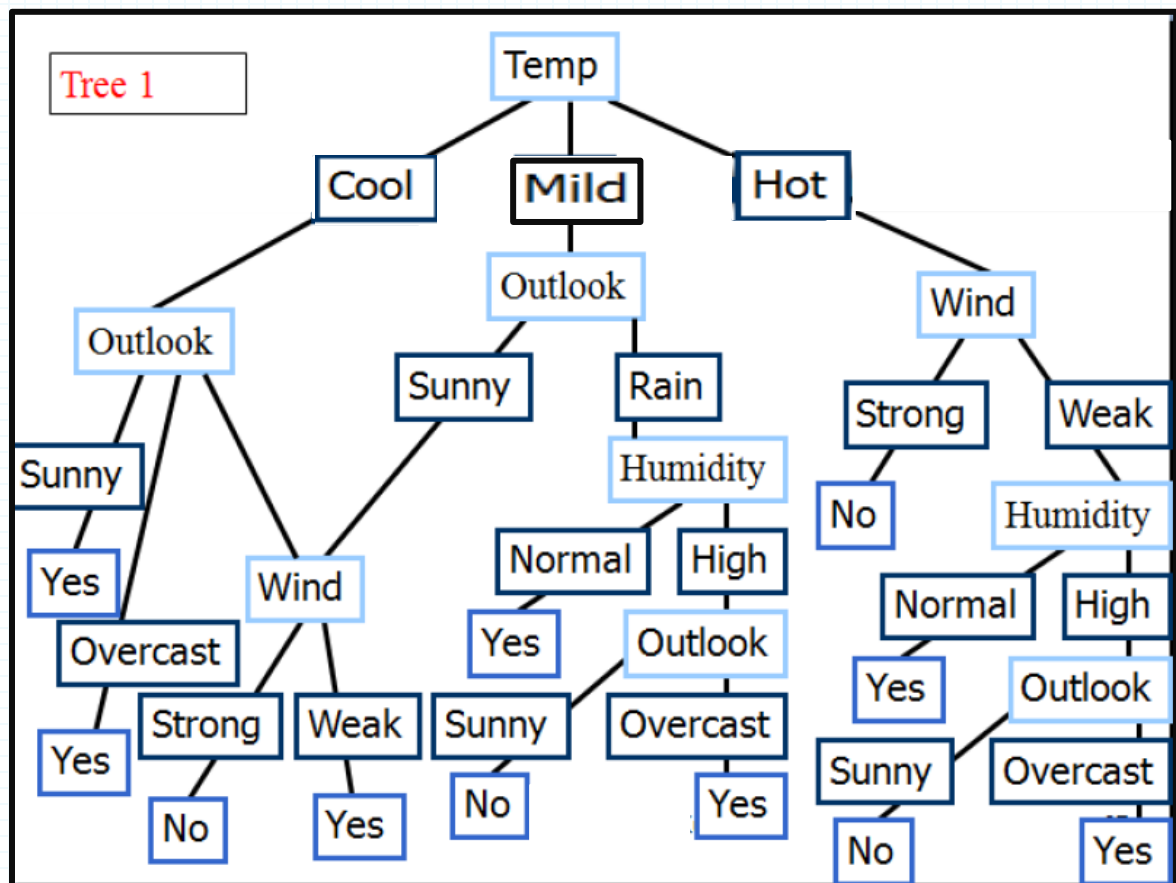 Tree 1
Temp
Cool
Mild
Hot
Outlook
Outlook
Wind
Sunny
Rain
Strong
Weak
Sunny
Humidity
No
Humidity
Yes
Wind
Normal
High
Normal
High
Overcast
Yes
Outlook
Yes
Outlook
Yes
Strong
Weak
Sunny
Overcast
Sunny
Overcast
No
Yes
No
Yes
No
Yes